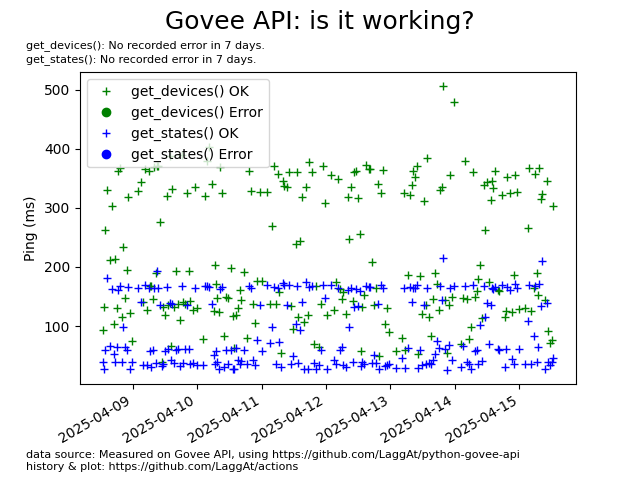 Govee API: is it working?
get_devices(): No recorded error in 7 days.
get_states(): No recorded error in 7 days.
get_devices() OK
get_devices() Error
get_states() OK
get_states() Error
Ping (ms)
500
400
300
200
100
2025-04-09
2025-04-10
2025-04-11
2025-04-12
2025-04-13
2025-04-14
2025-04-15
data source: Measured on Govee API, using https://github.com/LaggAt/python-govee-api
history & plot: https://github.com/LaggAt/actions